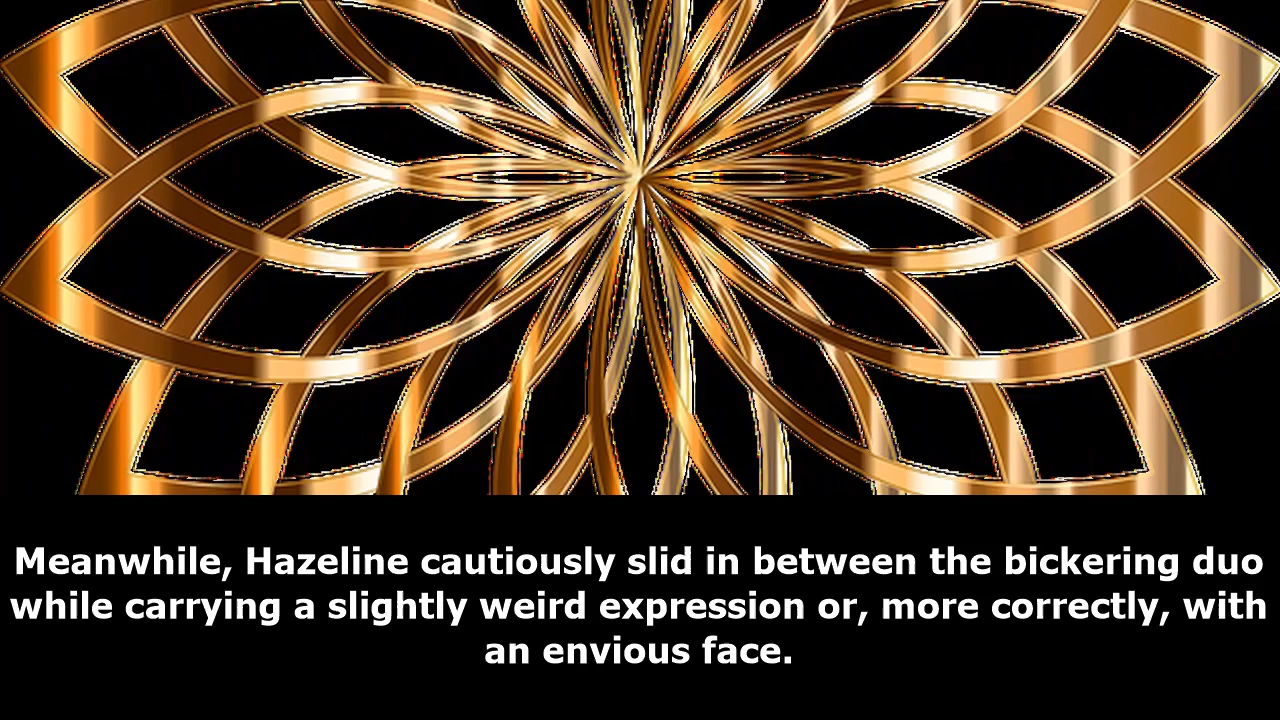 Meanwhile, Hazeline cautiously slid in between the bickering duo
while carrying a slightly weird expression or, more correctly, with
an envious face.